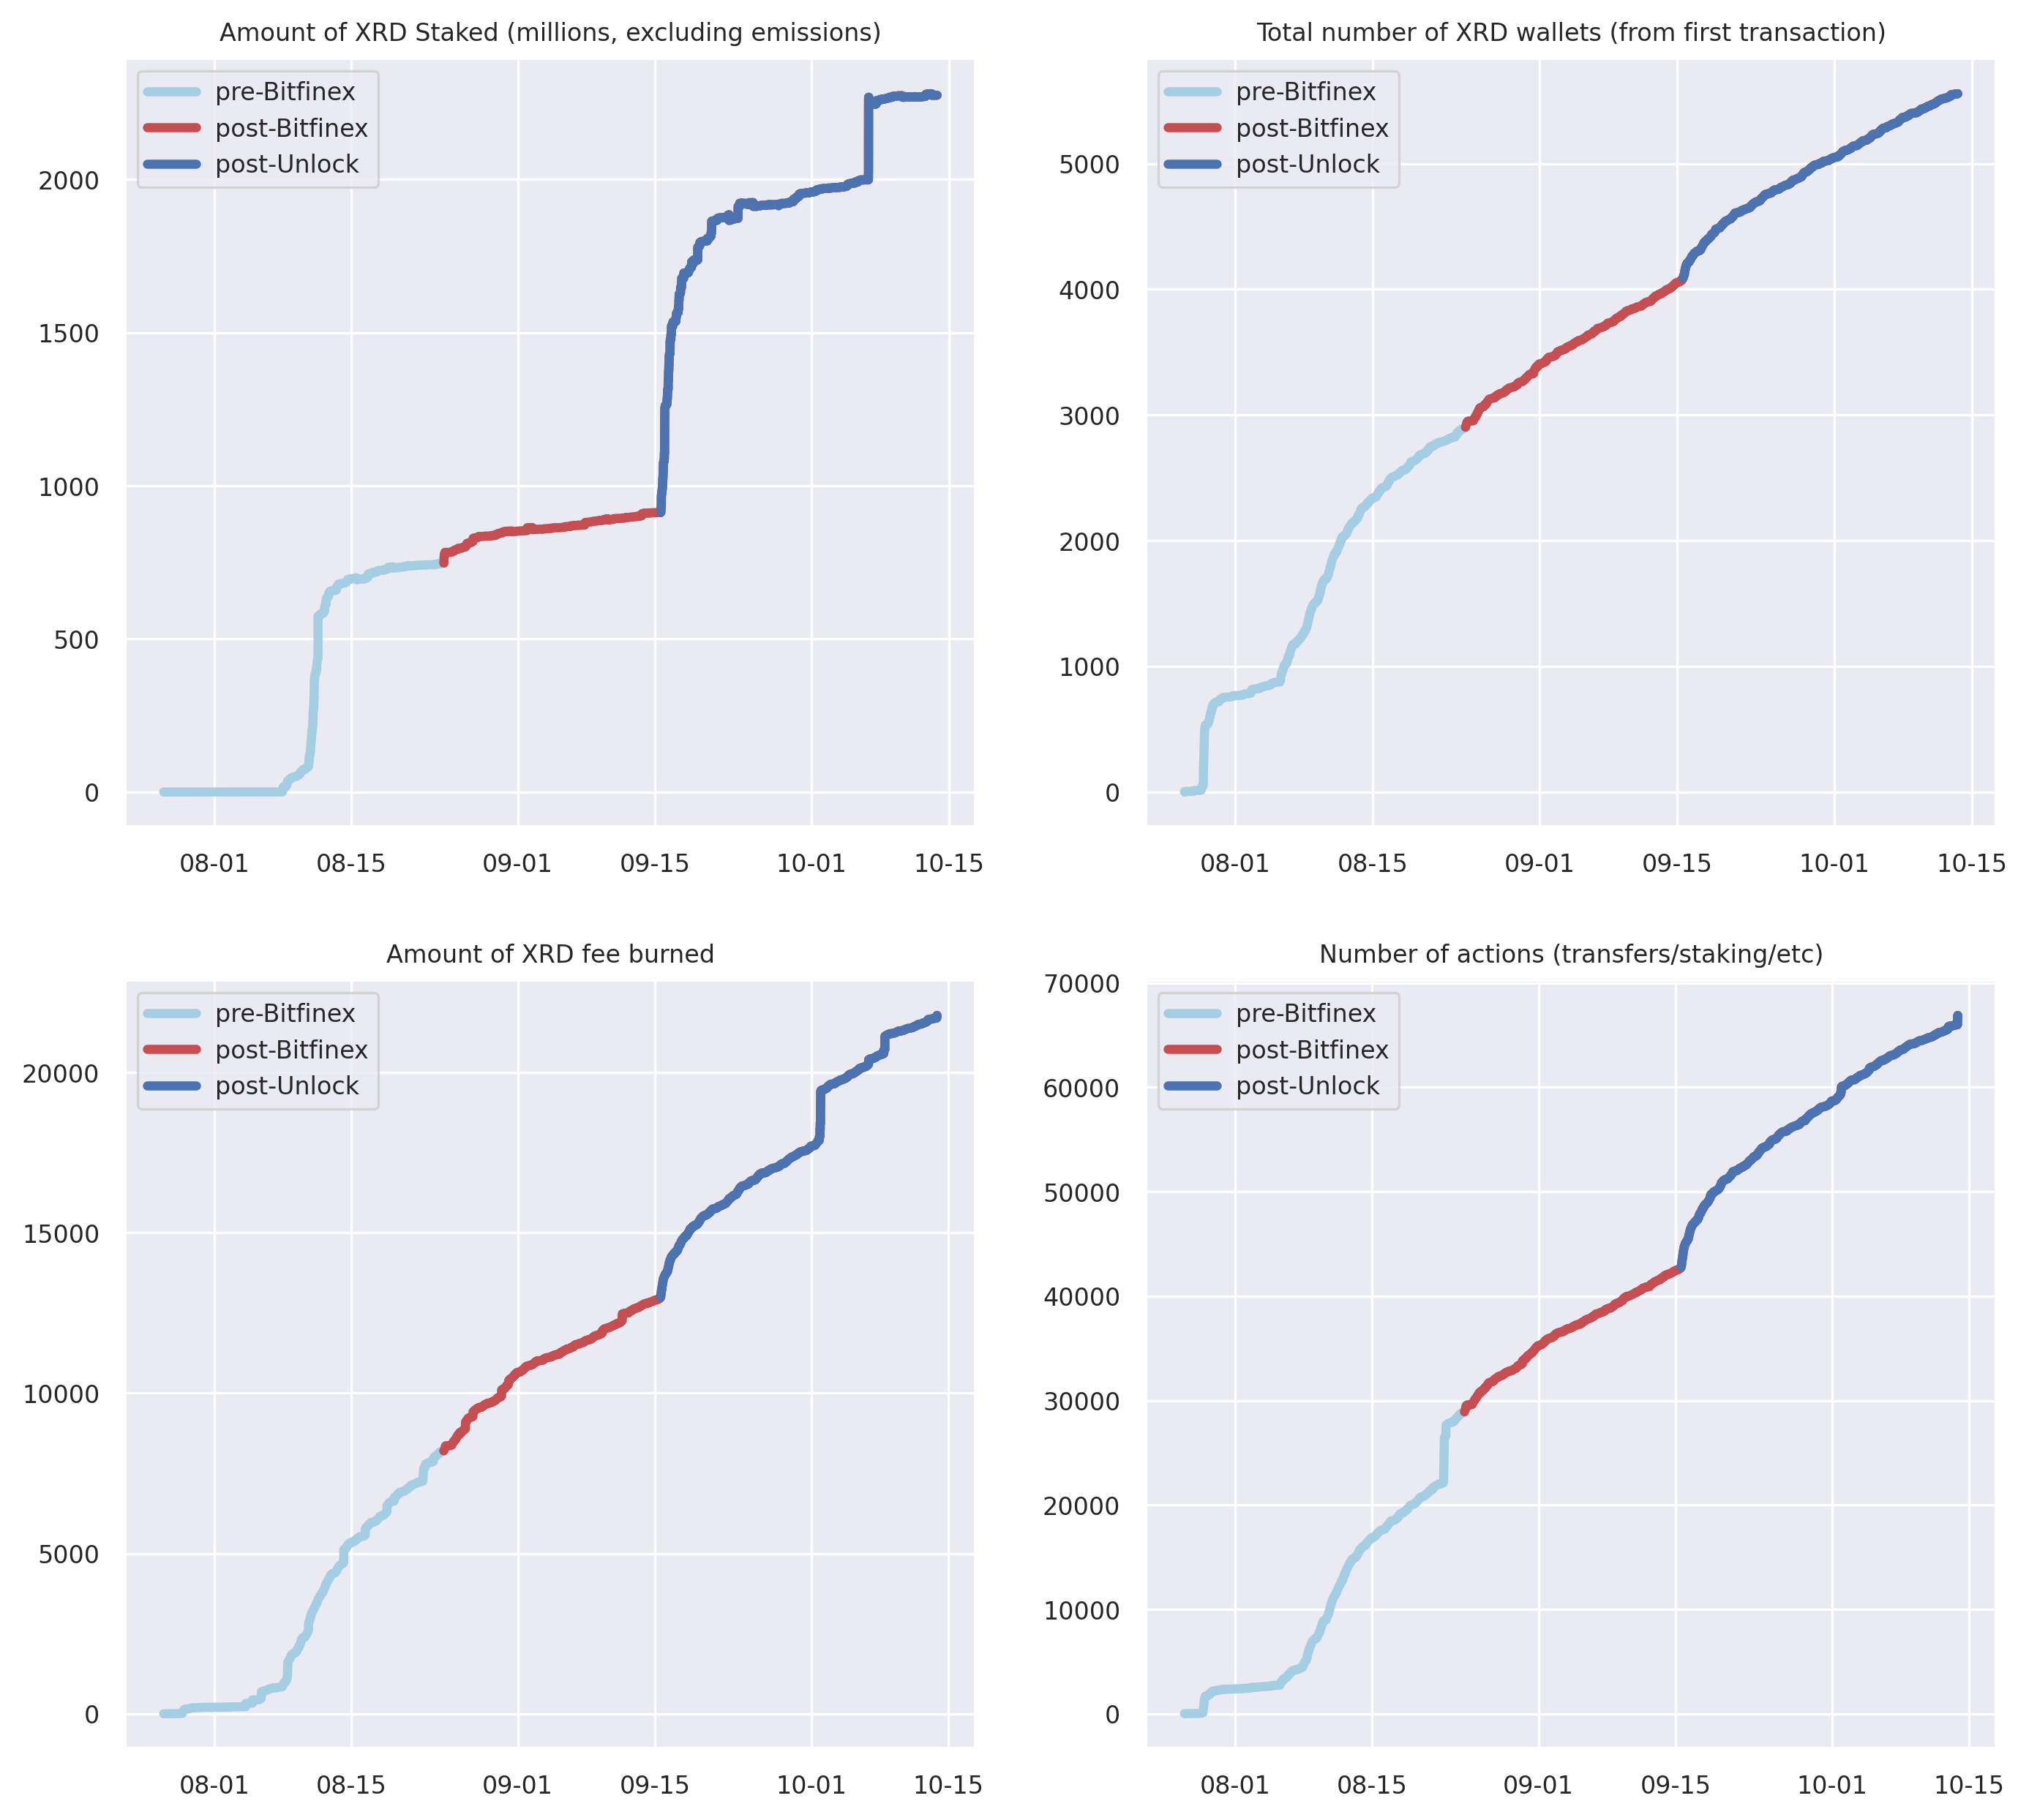 Amount of XRD Staked (millions, excluding emissions)
pre-Bitfinex
post-Bitfinex
post-Unlock
2000
1500
1000
500
0
08-01 08-15 09-01 09-15 10-01 10-15
Total number of XRD wallets (from first transaction)
pre-Bitfinex
post-Bitfinex
post-Unlock
5000
4000
3000
2000
1000
0
08-01 08-15 09-01 09-15 10-01 10-15
Amount of XRD fee burned
pre-Bitfinex
post-Bitfinex
post-Unlock
20000
15000
10000
5000
0
08-01 08-15 09-01 09-15 10-01 10-15
Number of actions (transfers/staking/etc)
70000
pre-Bitfinex
post-Bitfinex
post-Unlock
60000
50000
40000
30000
20000
10000
0
08-01 08-15 09-01 09-15 10-01 10-15